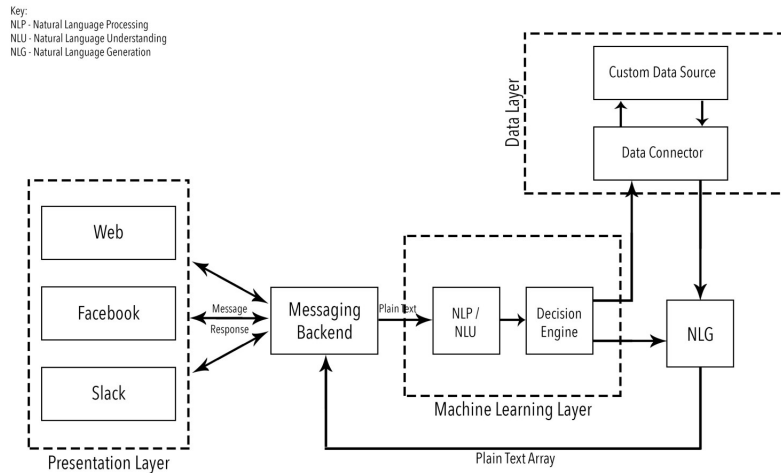 Key:
NLP - Natural Language Processing
NLU - Natural Language Understanding
NLG - Natural Language Generation
Data Layer
Custom Data Source
Data Connector
Web
Facebook
Slack
Presentation Layer
Message
Response
Messaging
Backend
Plain Text
NLP /
NLU
Decision
Engine
Machine Learning Layer
NLG
Plain Text Array